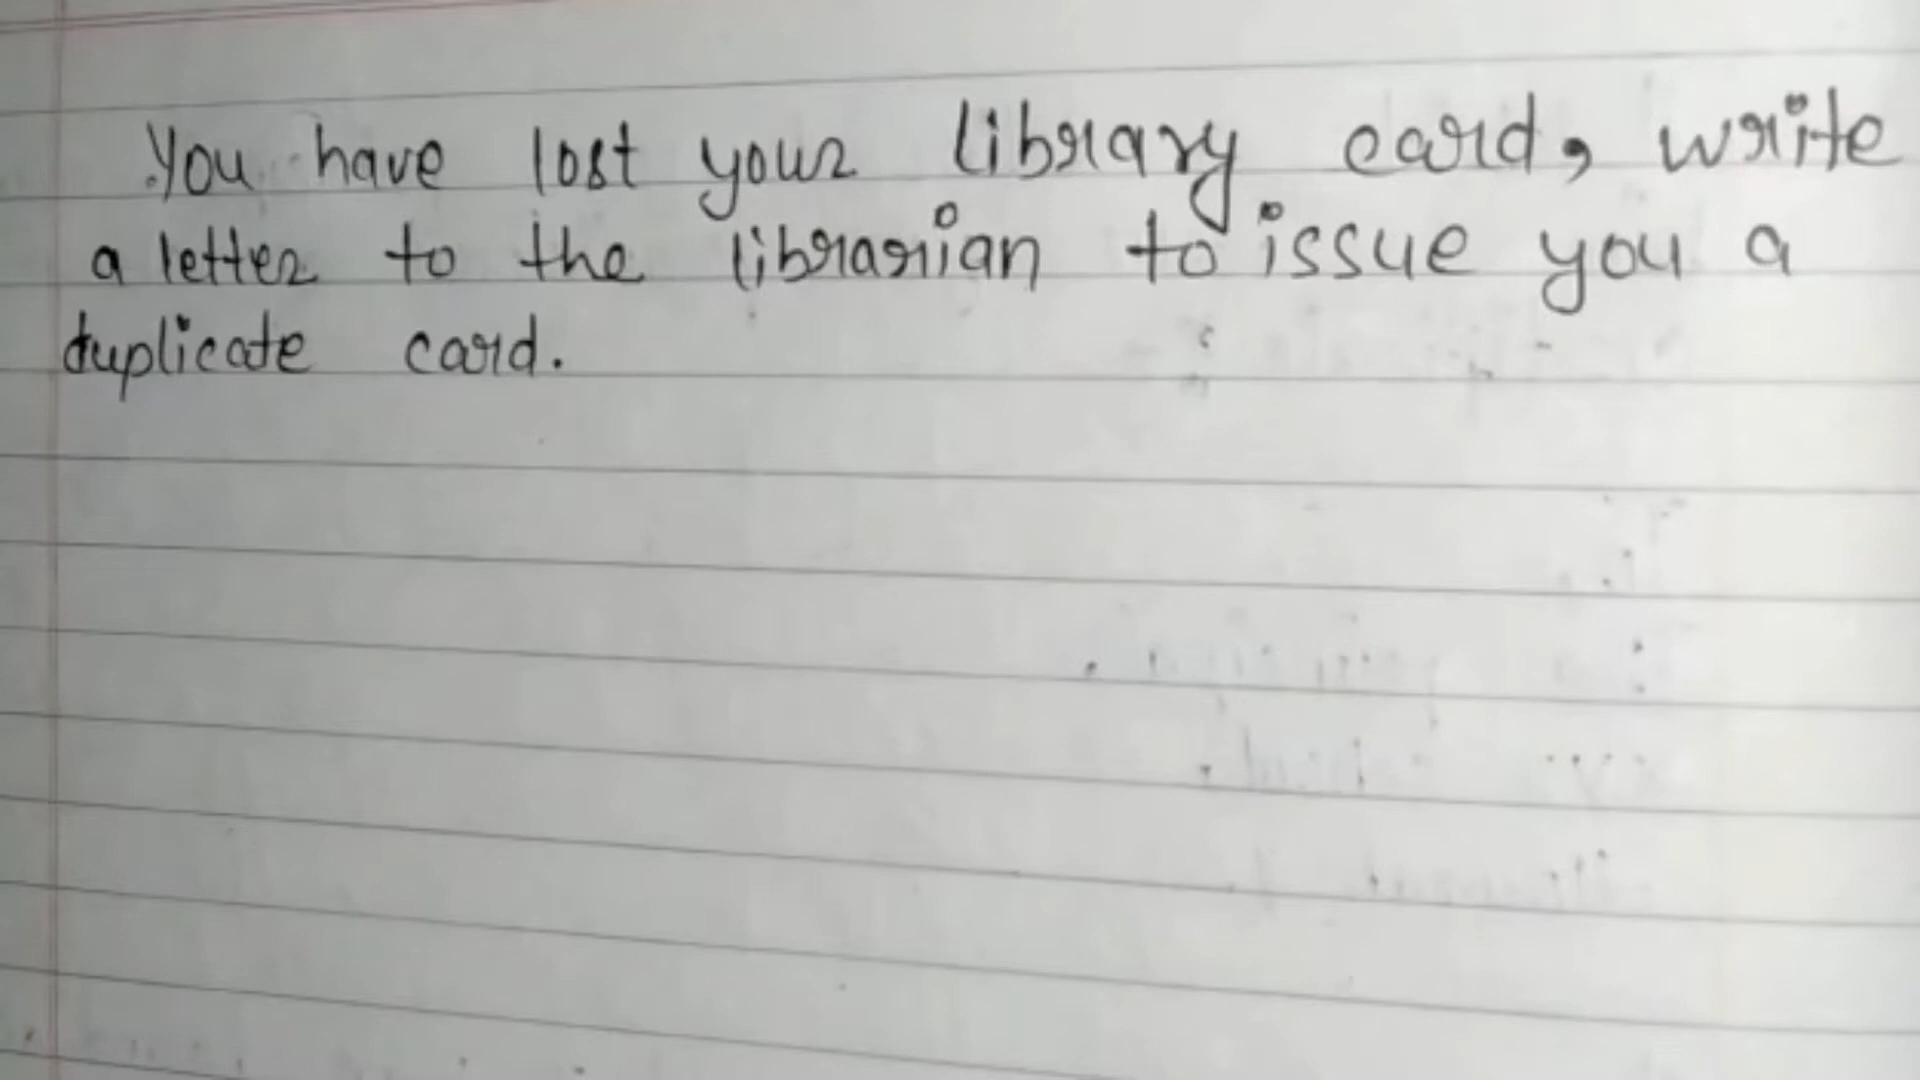 You have lost your library card, write
a letter to the librarian to issue you a
duplicate card.